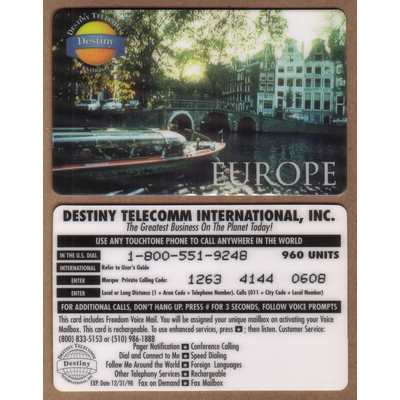 DESTINY TELECOMM
Destiny
EUROPE
DESTINY TELECOMM INTERNATIONAL, INC.
The Greatest Business On The Planet Today!
USE ANY TOUCHTONE PHONE TO CALL ANYWHERE IN THE WORLD
IN THE U.S. DIAL 1-800-551-9248 960 UNITS
INTERNATIONAL Refer to User's Guide
ENTER Marque Private Calling Code: 1263 4144 0608
ENTER Local or Long Distance (1 + Area Code + Telephone Number). Calls (011 + City Code + Local Number)
FOR ADDITIONAL CALLS, DON'T HANG UP. PRESS # FOR 3 SECONDS, FOLLOW VOICE PROMPTS
This card includes Freedom Voice Mail. You will be assigned your unique mailbox on activating your Voice
Mailbox. This card is rechargeable. To use enhanced services, press ; then listen. Customer Service:
(800) 833-5153 or (510) 986-1888
Pager Notification Conference Calling
DESTINY TELECOMM
Dial and Connect to Me Speed Dialing
Destiny
Follow Me Around the World Foreign Languages
Other Telephone Services Rechargeable
EXP. Date 12/31/98 Fax on Demand Fax Mailbox